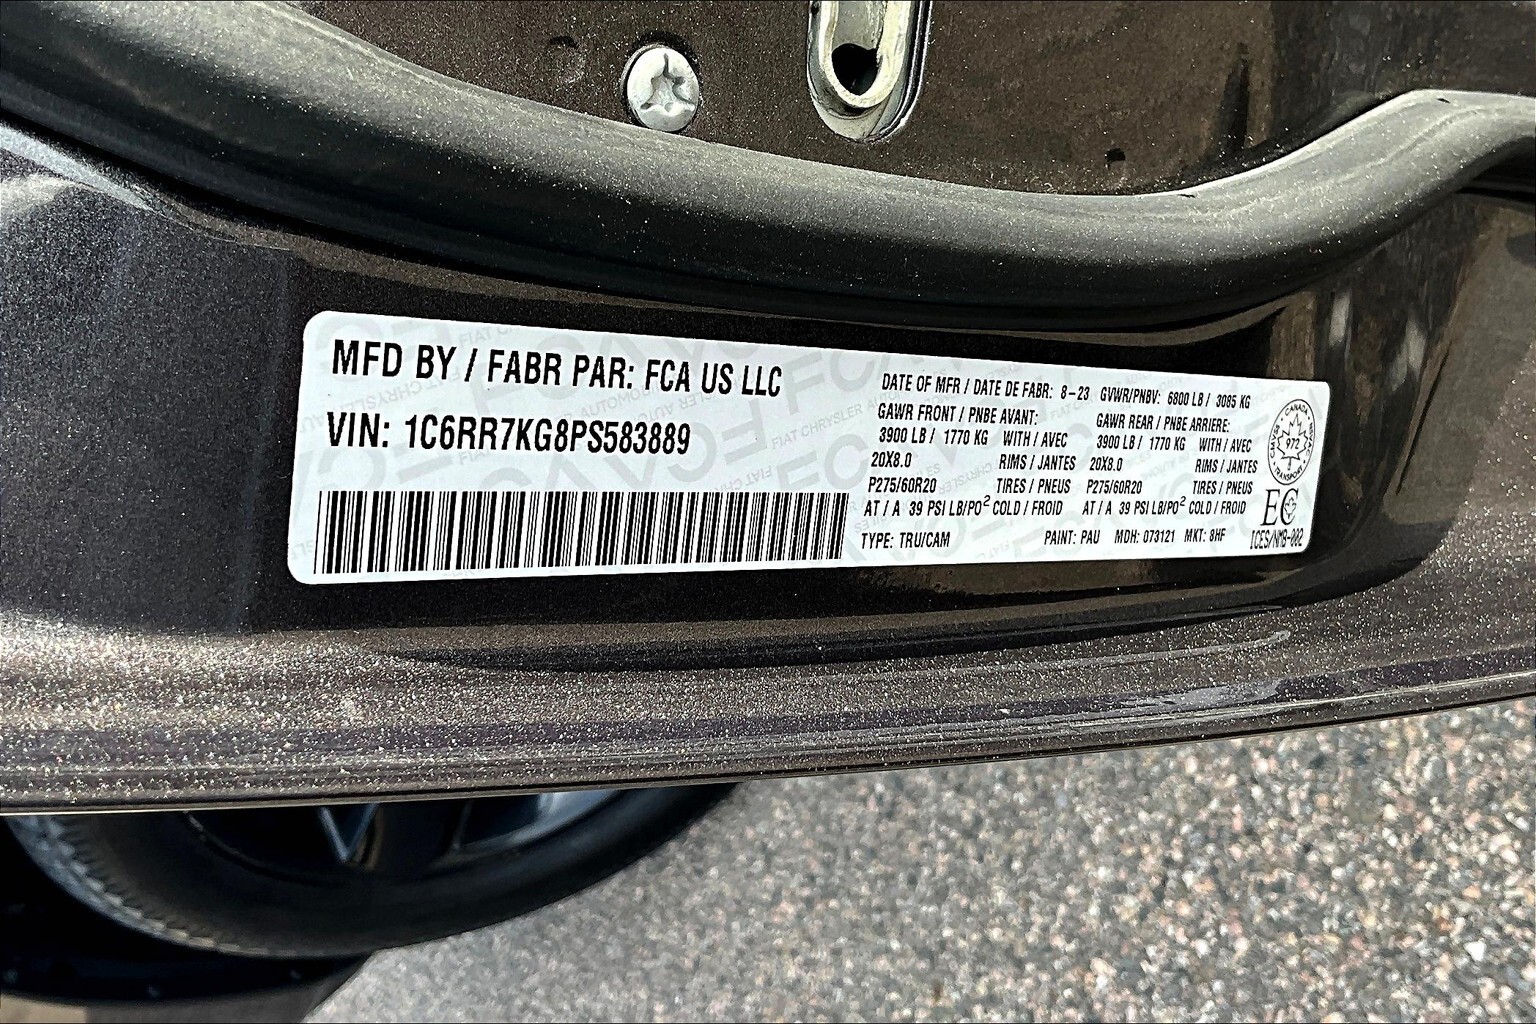 MFD BY / FABR PAR: FCA US LLC
VIN: 1C6RR7KG8PS583889
DATE OF MFR / DATE DE FABR: 8-23 GVWR/PNBV: 6800 LB / 3085 KG
GAWR FRONT / PNBE AVANT: GAWR REAR / PNBE ARRIERE:
3900 LB / 1770 KG WITH / AVEC 3900 LB / 1770 KG WITH / AVEC
20X8.0 RIMS / JANTES 20X8.0 RIMS / JANTES
P275/60R20 TIRES / PNEUS P275/60R20 TIRES / PNEUS
AT / A 39 PSI LB/PO² COLD / FROID AT / A 39 PSI LB/PO² COLD / FROID
TYPE: TRU/CAM PAINT: PAU MDH: 073121 MKT: 8HF
CANADA
TRANSPORT
972
EC
ICES/NMB-002